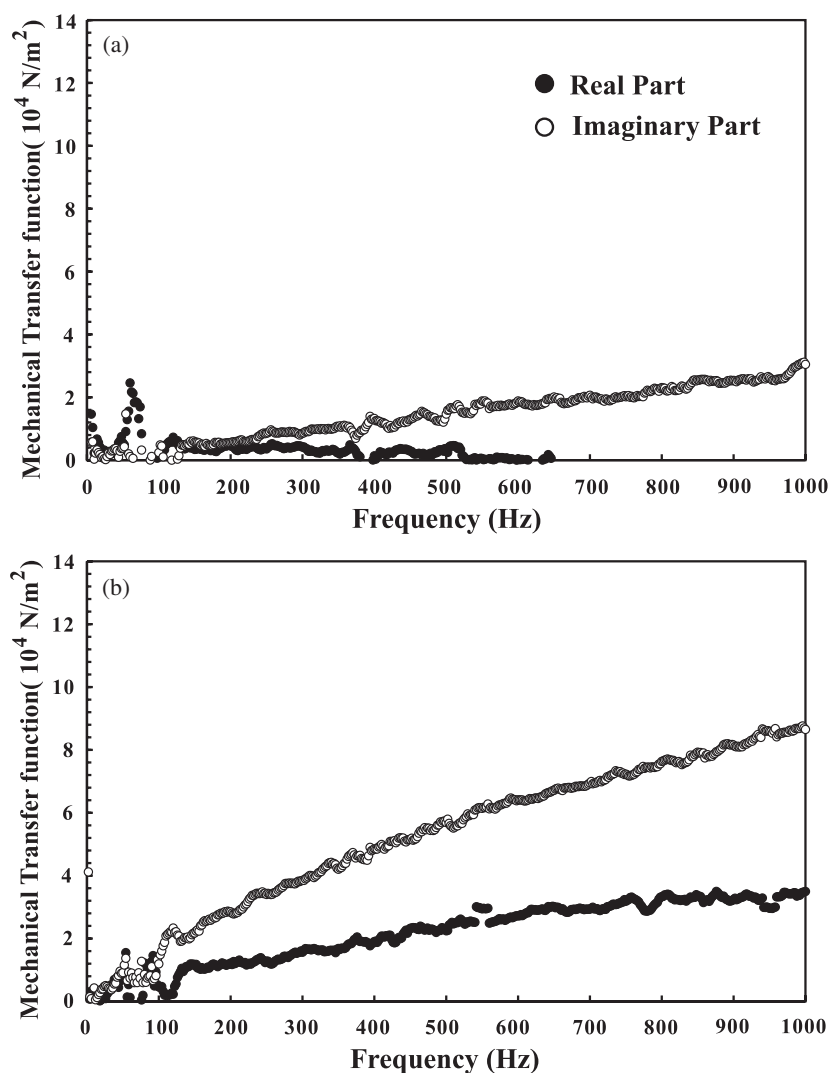 (a)
Real Part
Imaginary Part
Mechanical Transfer function( 10⁴ N/m²)
14
12
10
8
6
4
2
0
0 100 200 300 400 500 600 700 800 900 1000
Frequency (Hz)
(b)
Mechanical Transfer function( 10⁴ N/m²)
14
12
10
8
6
4
2
0
0 100 200 300 400 500 600 700 800 900 1000
Frequency (Hz)